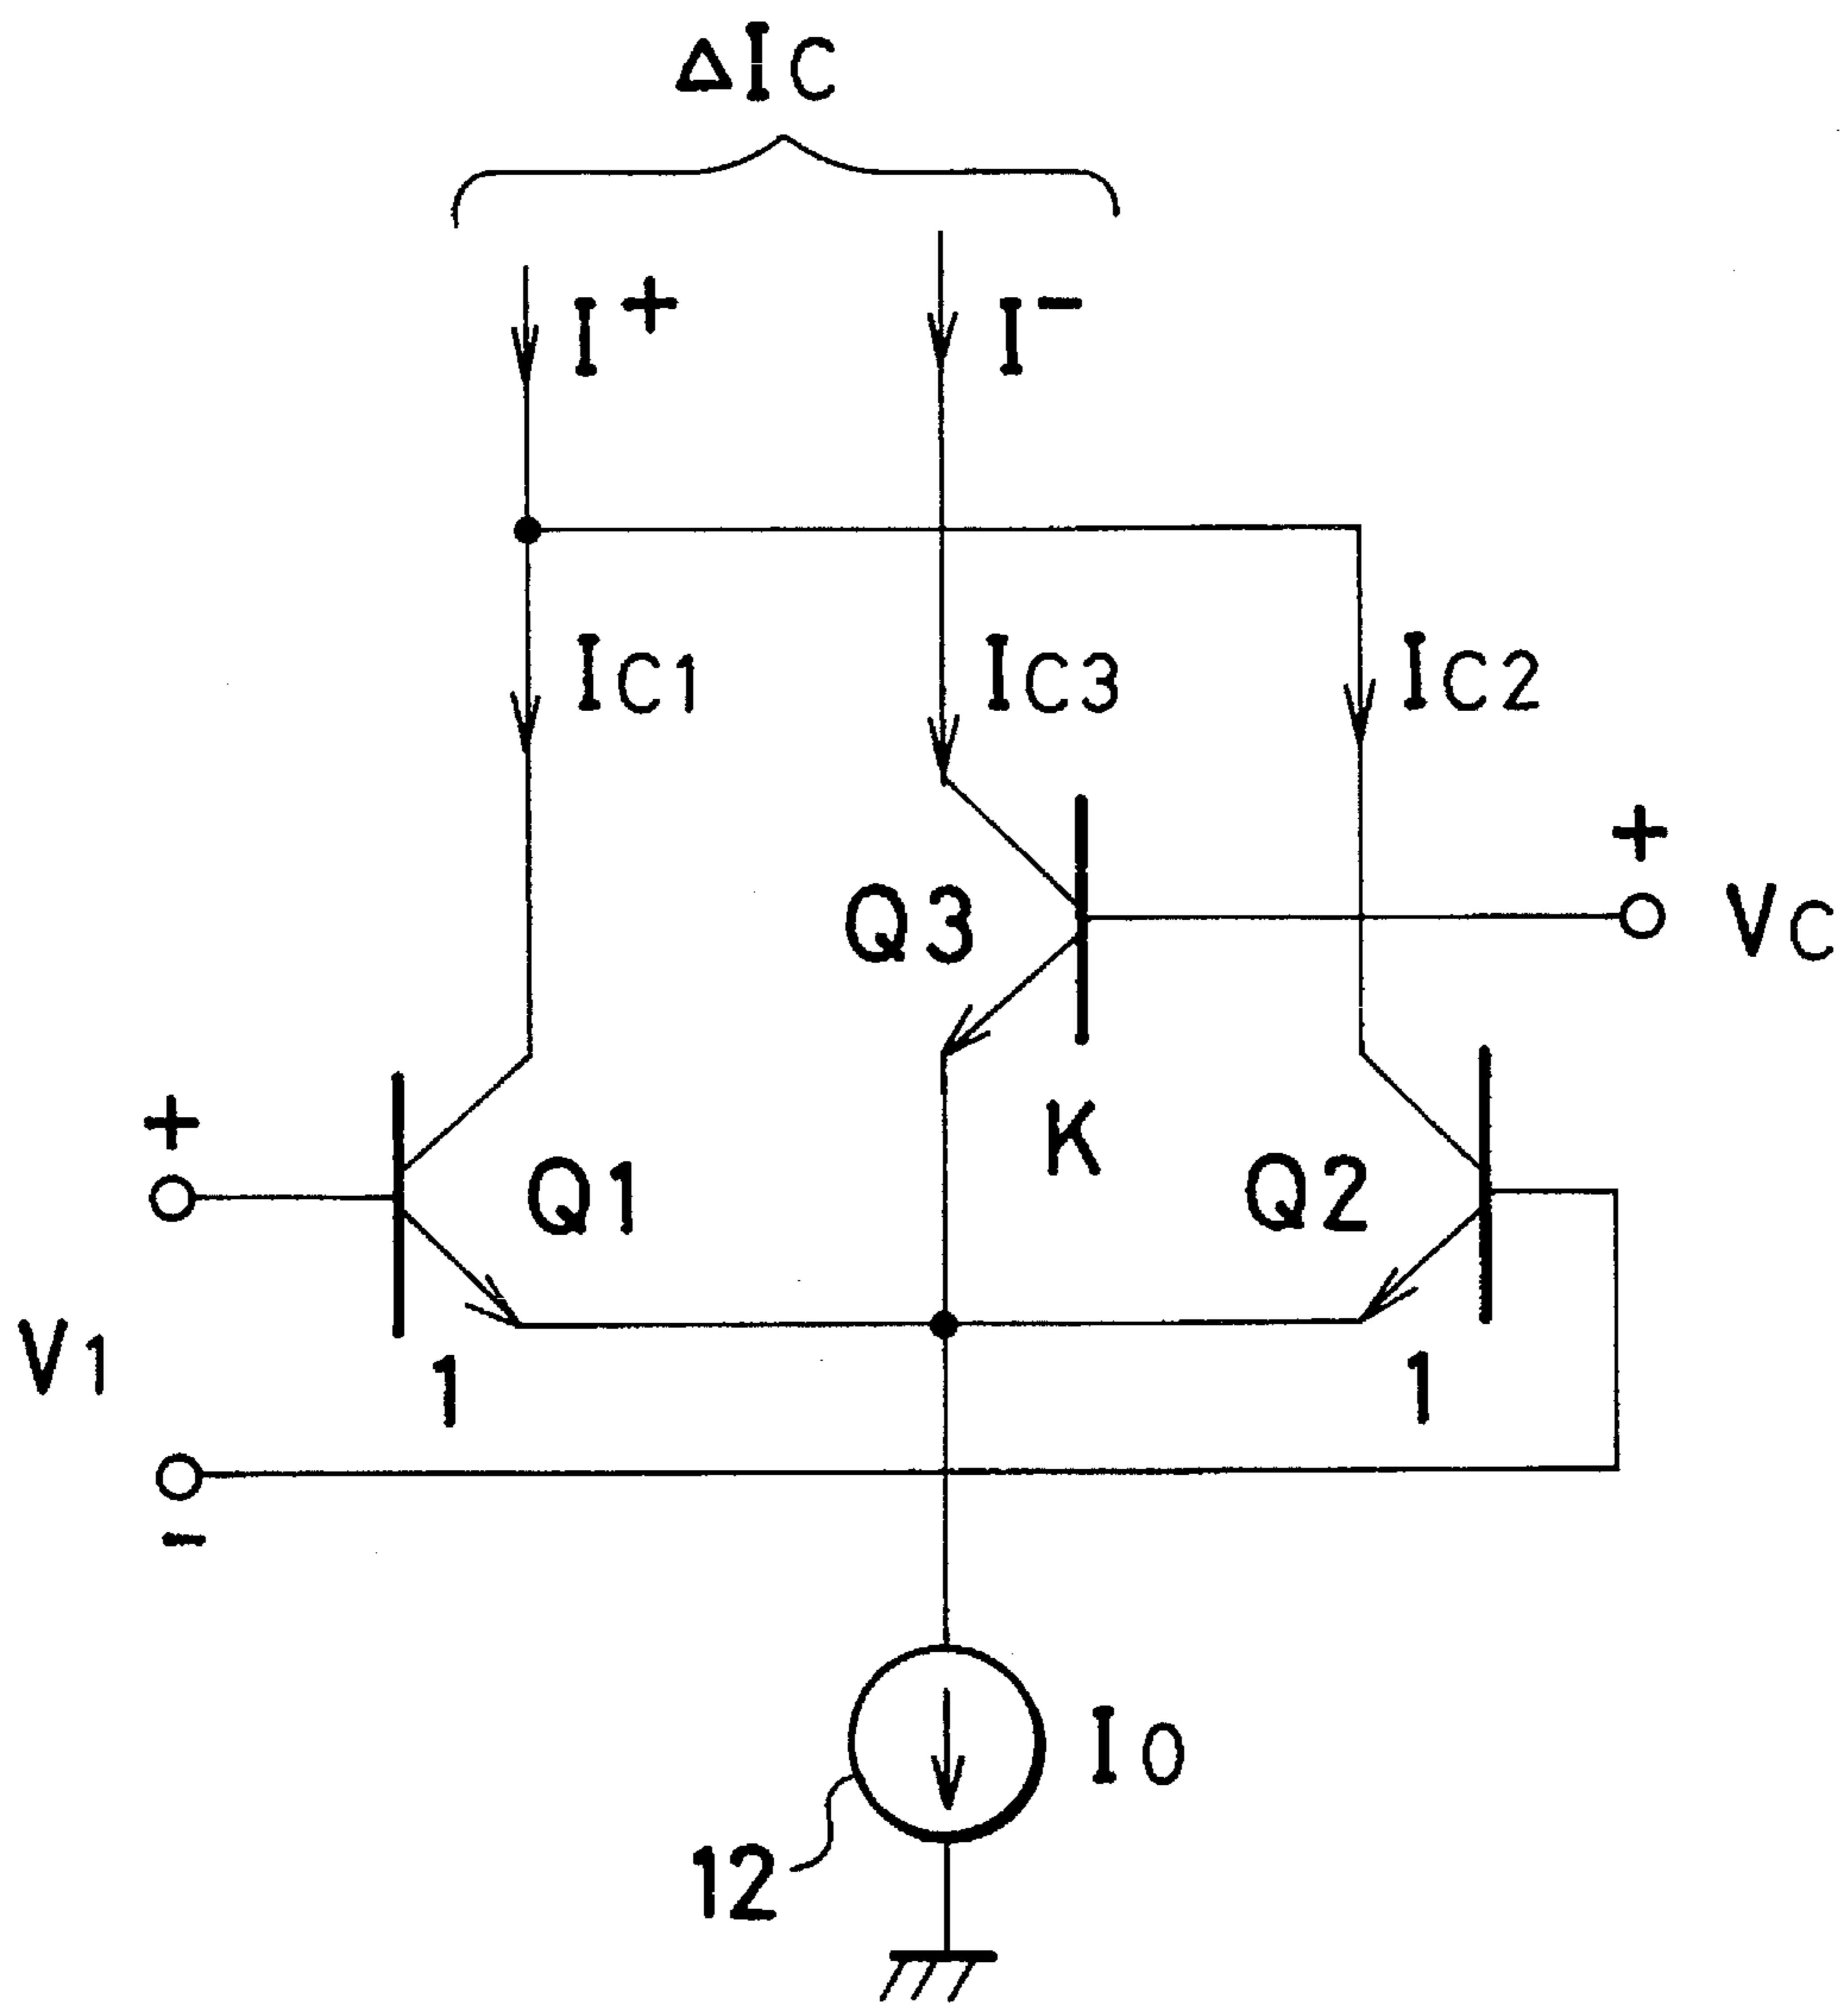 ΔIC
I+
I-
IC1
IC3
IC2
+
Q3
VC
K
+
Q1
Q2
V1
1
1
-
IO
12